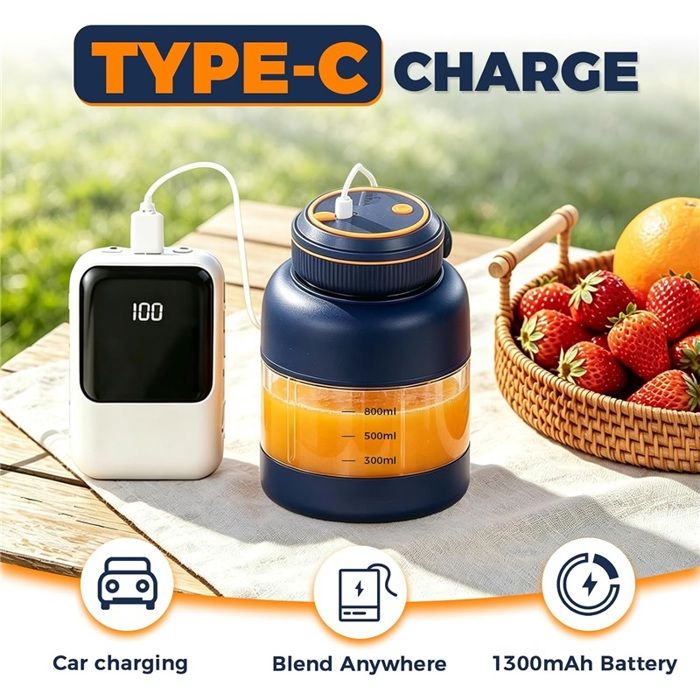 TYPE-C CHARGE
100
800ml
500ml
300ml
Car charging
Blend Anywhere
1300mAh Battery